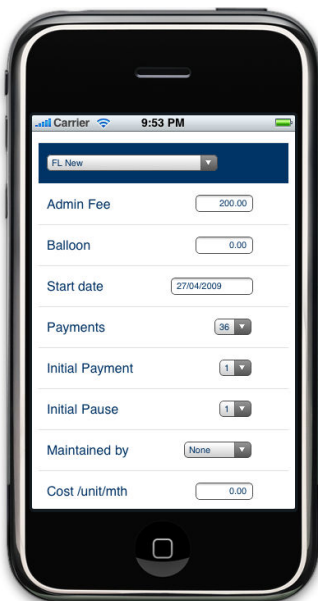 Carrier 9:53 PM
FL New
Admin Fee 200.00
Balloon 0.00
Start date 27/04/2009
Payments 36
Initial Payment 1
Initial Pause 1
Maintained by None
Cost /unit/mth 0.00